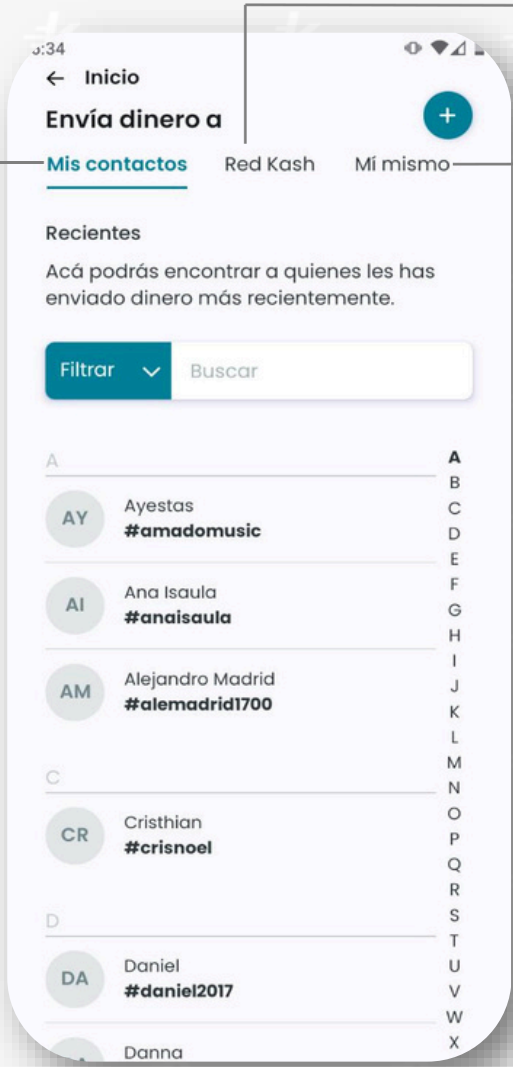 :34
← Inicio
Envía dinero a
+
Mis contactos Red Kash Mí mismo
Recientes
Acá podrás encontrar a quienes les has
enviado dinero más recientemente.
Filtrar Buscar
A
AY Ayestas
#amadomusic
AI Ana Isaula
#anaisaula
AM Alejandro Madrid
#alemadrid1700
C
CR Cristhian
#crisnoel
D
DA Daniel
#daniel2017
Danna
A
B
C
D
E
F
G
H
I
J
K
L
M
N
O
P
Q
R
S
T
U
V
W
X